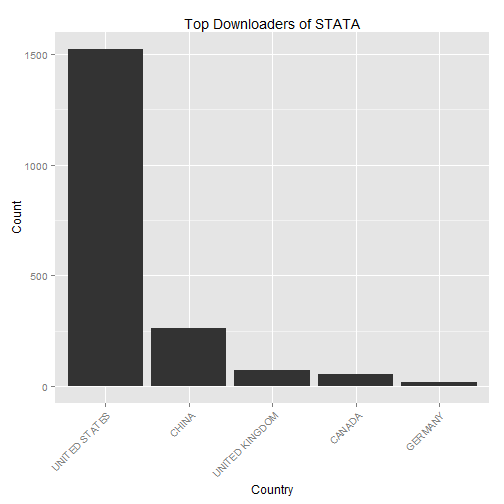 Top Downloaders of STATA
1500
1000
500
0
Count
UNITED STATES
CHINA
UNITED KINGDOM
CANADA
GERMANY
Country